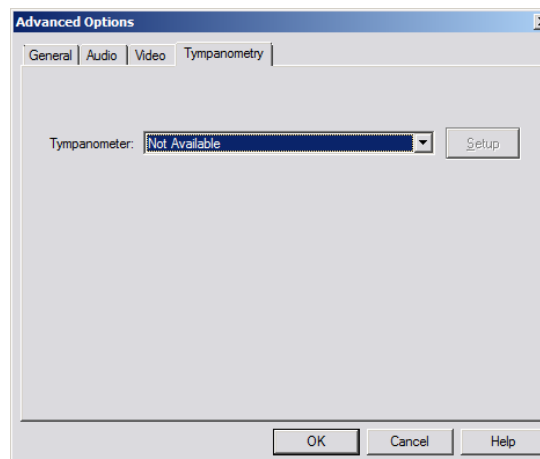 Advanced Options
General Audio Video Tympanometry
Tympanometer: Not Available Setup
OK Cancel Help